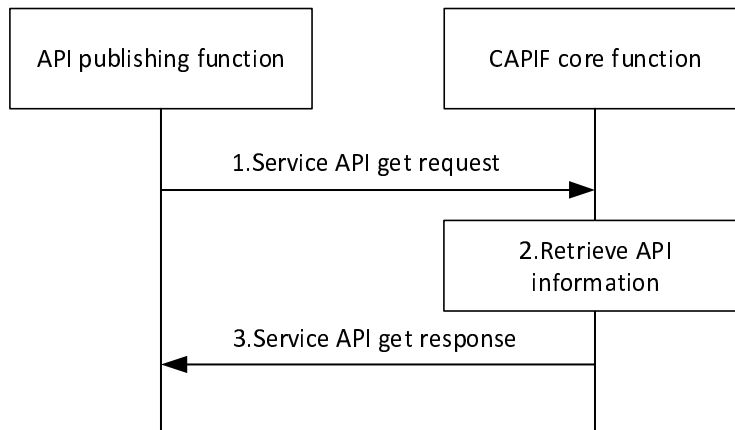 API publishing function
CAPIF core function
1.Service API get request
2.Retrieve API
information
3.Service API get response